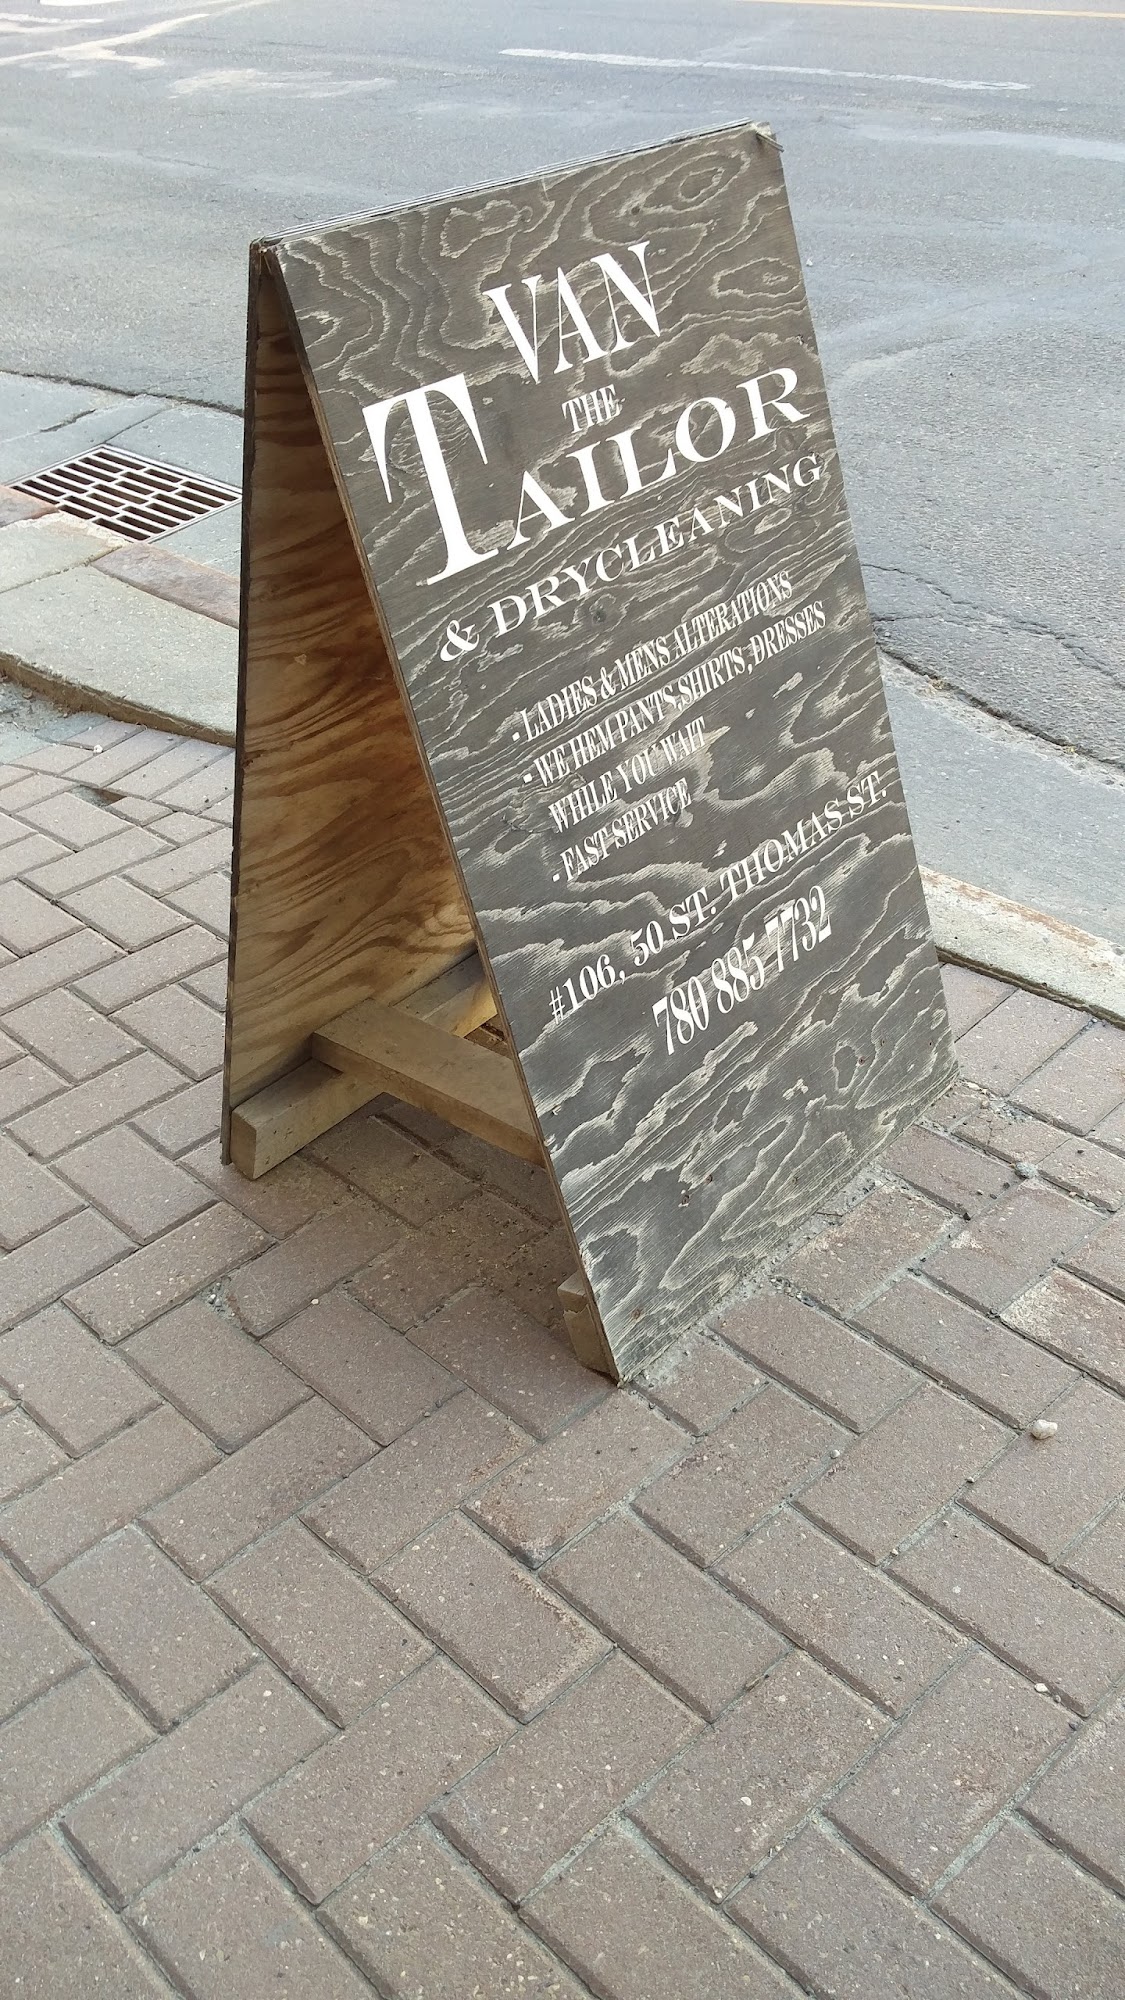 VAN
THE
TAILOR
& DRYCLEANING
- LADIES & MENS ALTERATIONS
- WE HEM PANTS, SHIRTS, DRESSES
WHILE YOU WAIT
- FAST SERVICE
#106, 50 ST. THOMAS ST.
780 885-7732